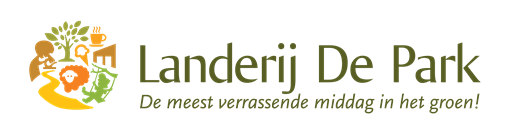 Landerij De Park
De meest verrassende middag in het groen!